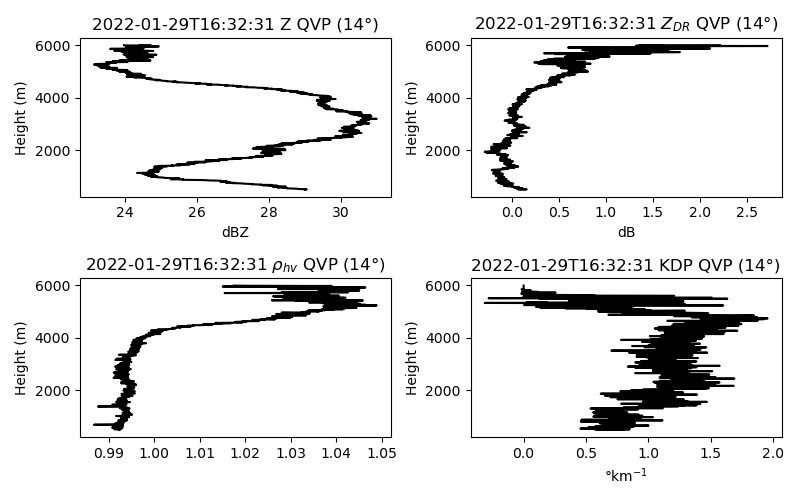 2022-01-29T16:32:31 Z QVP (14°)
6000
4000
2000
Height (m)
24 26 28 30
dBZ
2022-01-29T16:32:31 Z_DR QVP (14°)
6000
4000
2000
Height (m)
0.0 0.5 1.0 1.5 2.0 2.5
dB
2022-01-29T16:32:31 ρ_hv QVP (14°)
6000
4000
2000
Height (m)
0.99 1.00 1.01 1.02 1.03 1.04 1.05
2022-01-29T16:32:31 KDP QVP (14°)
6000
4000
2000
Height (m)
0.0 0.5 1.0 1.5 2.0
°km⁻¹